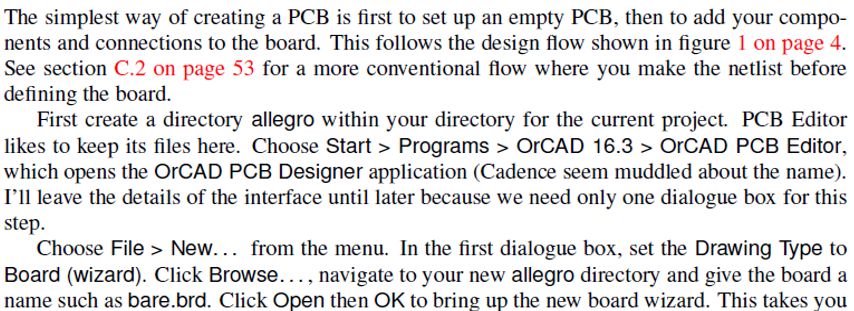 The simplest way of creating a PCB is first to set up an empty PCB, then to add your compo-
nents and connections to the board. This follows the design flow shown in figure 1 on page 4.
See section C.2 on page 53 for a more conventional flow where you make the netlist before
defining the board.
First create a directory allegro within your directory for the current project. PCB Editor
likes to keep its files here. Choose Start > Programs > OrCAD 16.3 > OrCAD PCB Editor,
which opens the OrCAD PCB Designer application (Cadence seem muddled about the name).
I'll leave the details of the interface until later because we need only one dialogue box for this
step.
Choose File > New... from the menu. In the first dialogue box, set the Drawing Type to
Board (wizard). Click Browse..., navigate to your new allegro directory and give the board a
name such as bare.brd. Click Open then OK to bring up the new board wizard. This takes you